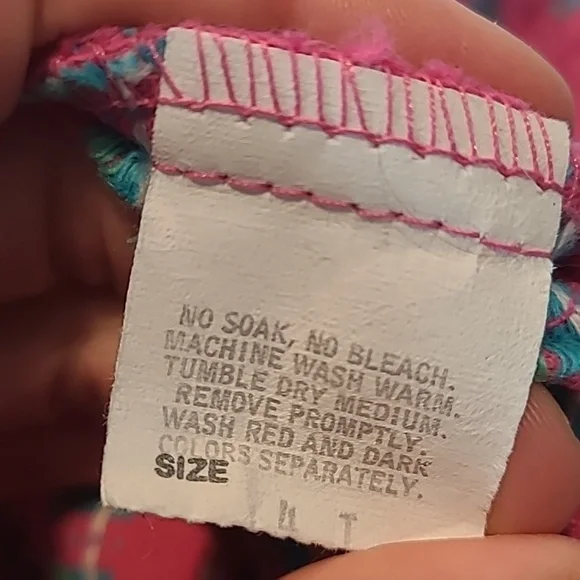 NO SOAK, NO BLEACH.
MACHINE WASH WARM.
TUMBLE DRY MEDIUM.
REMOVE PROMPTLY.
WASH RED AND DARK
COLORS SEPARATELY.
SIZE
4 T